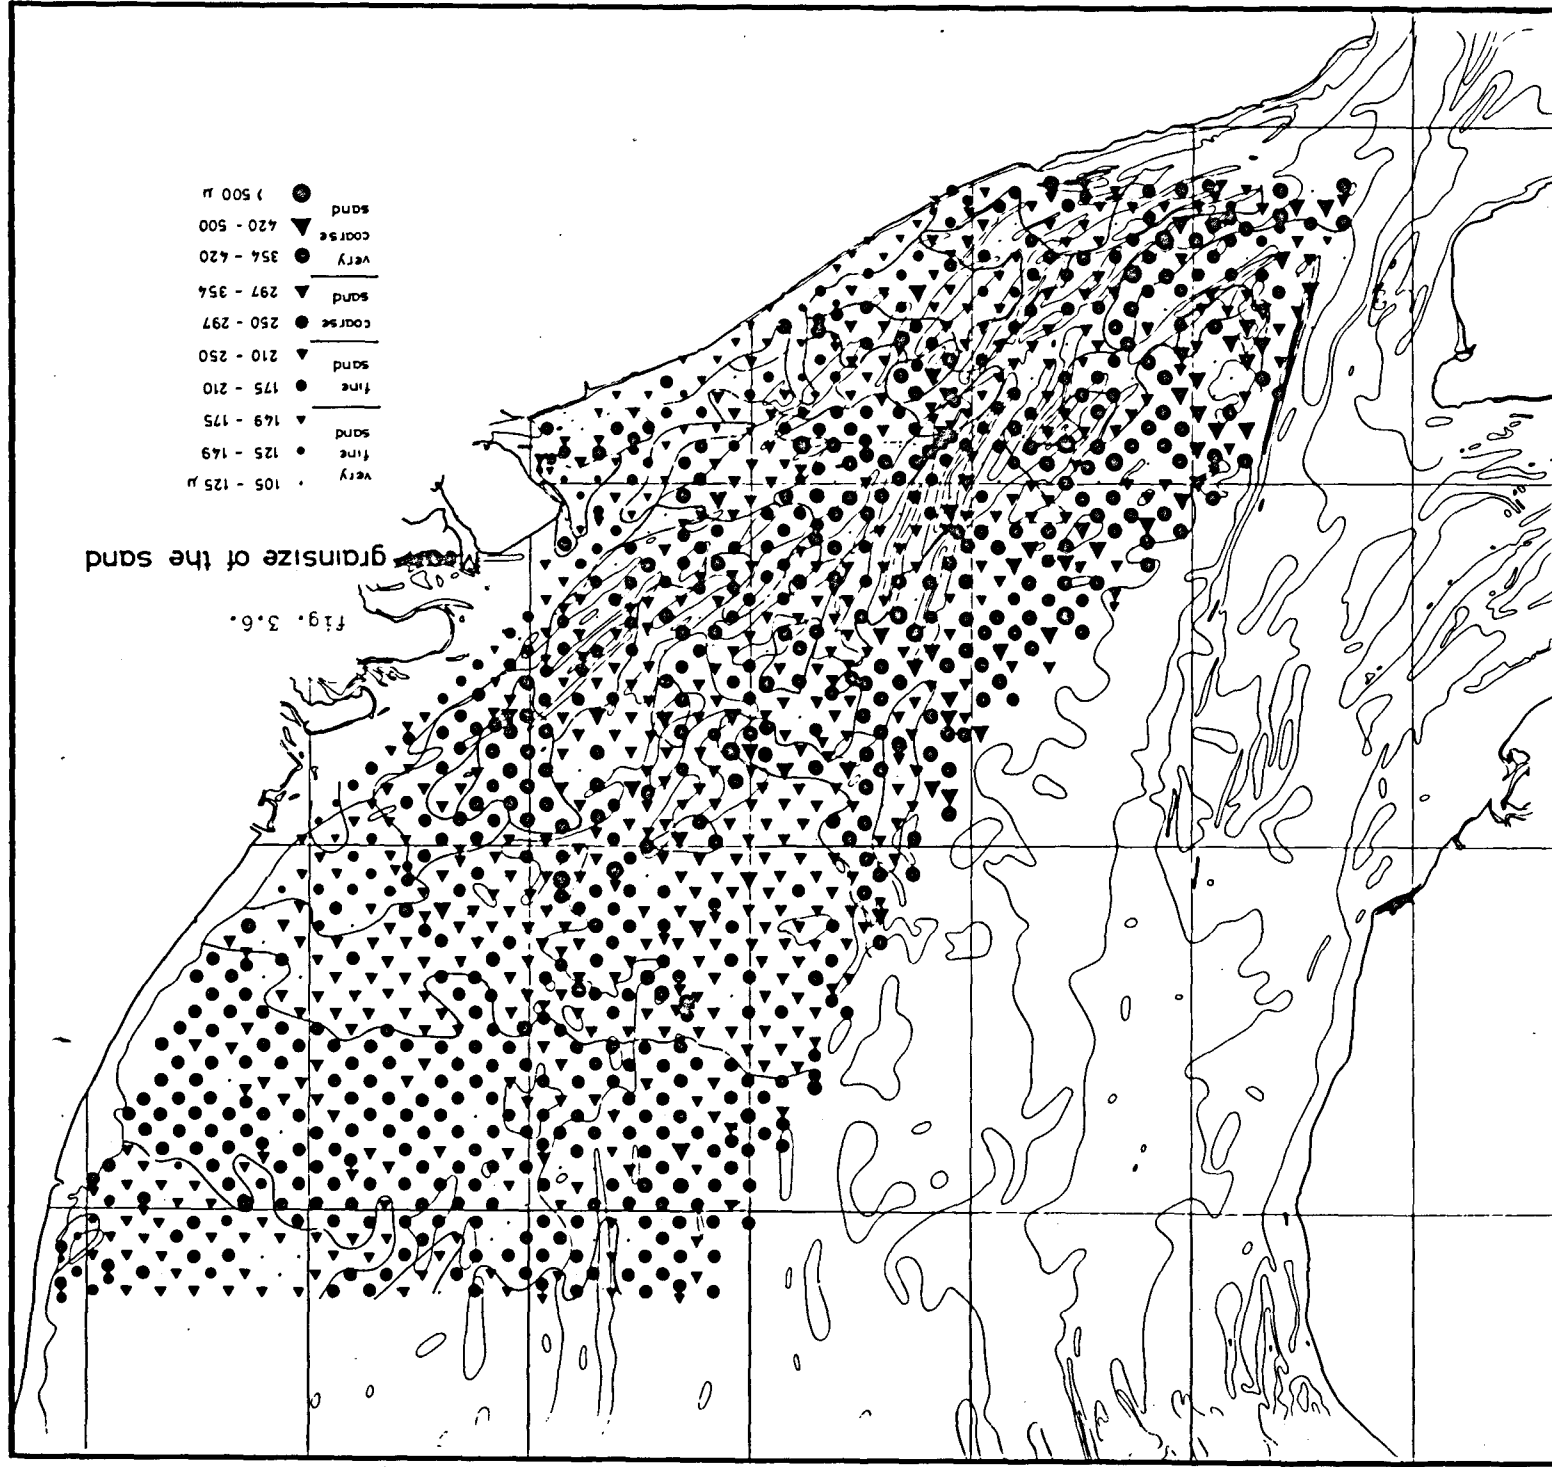 fig. 3.6.
Mean grainsize of the sand
very 105 - 125 µ
fine 125 - 149
sand
149 - 175
fine 175 - 210
sand
210 - 250
coarse 250 - 297
sand 297 - 354
very 354 - 420
coarse 420 - 500
sand
> 500 µ